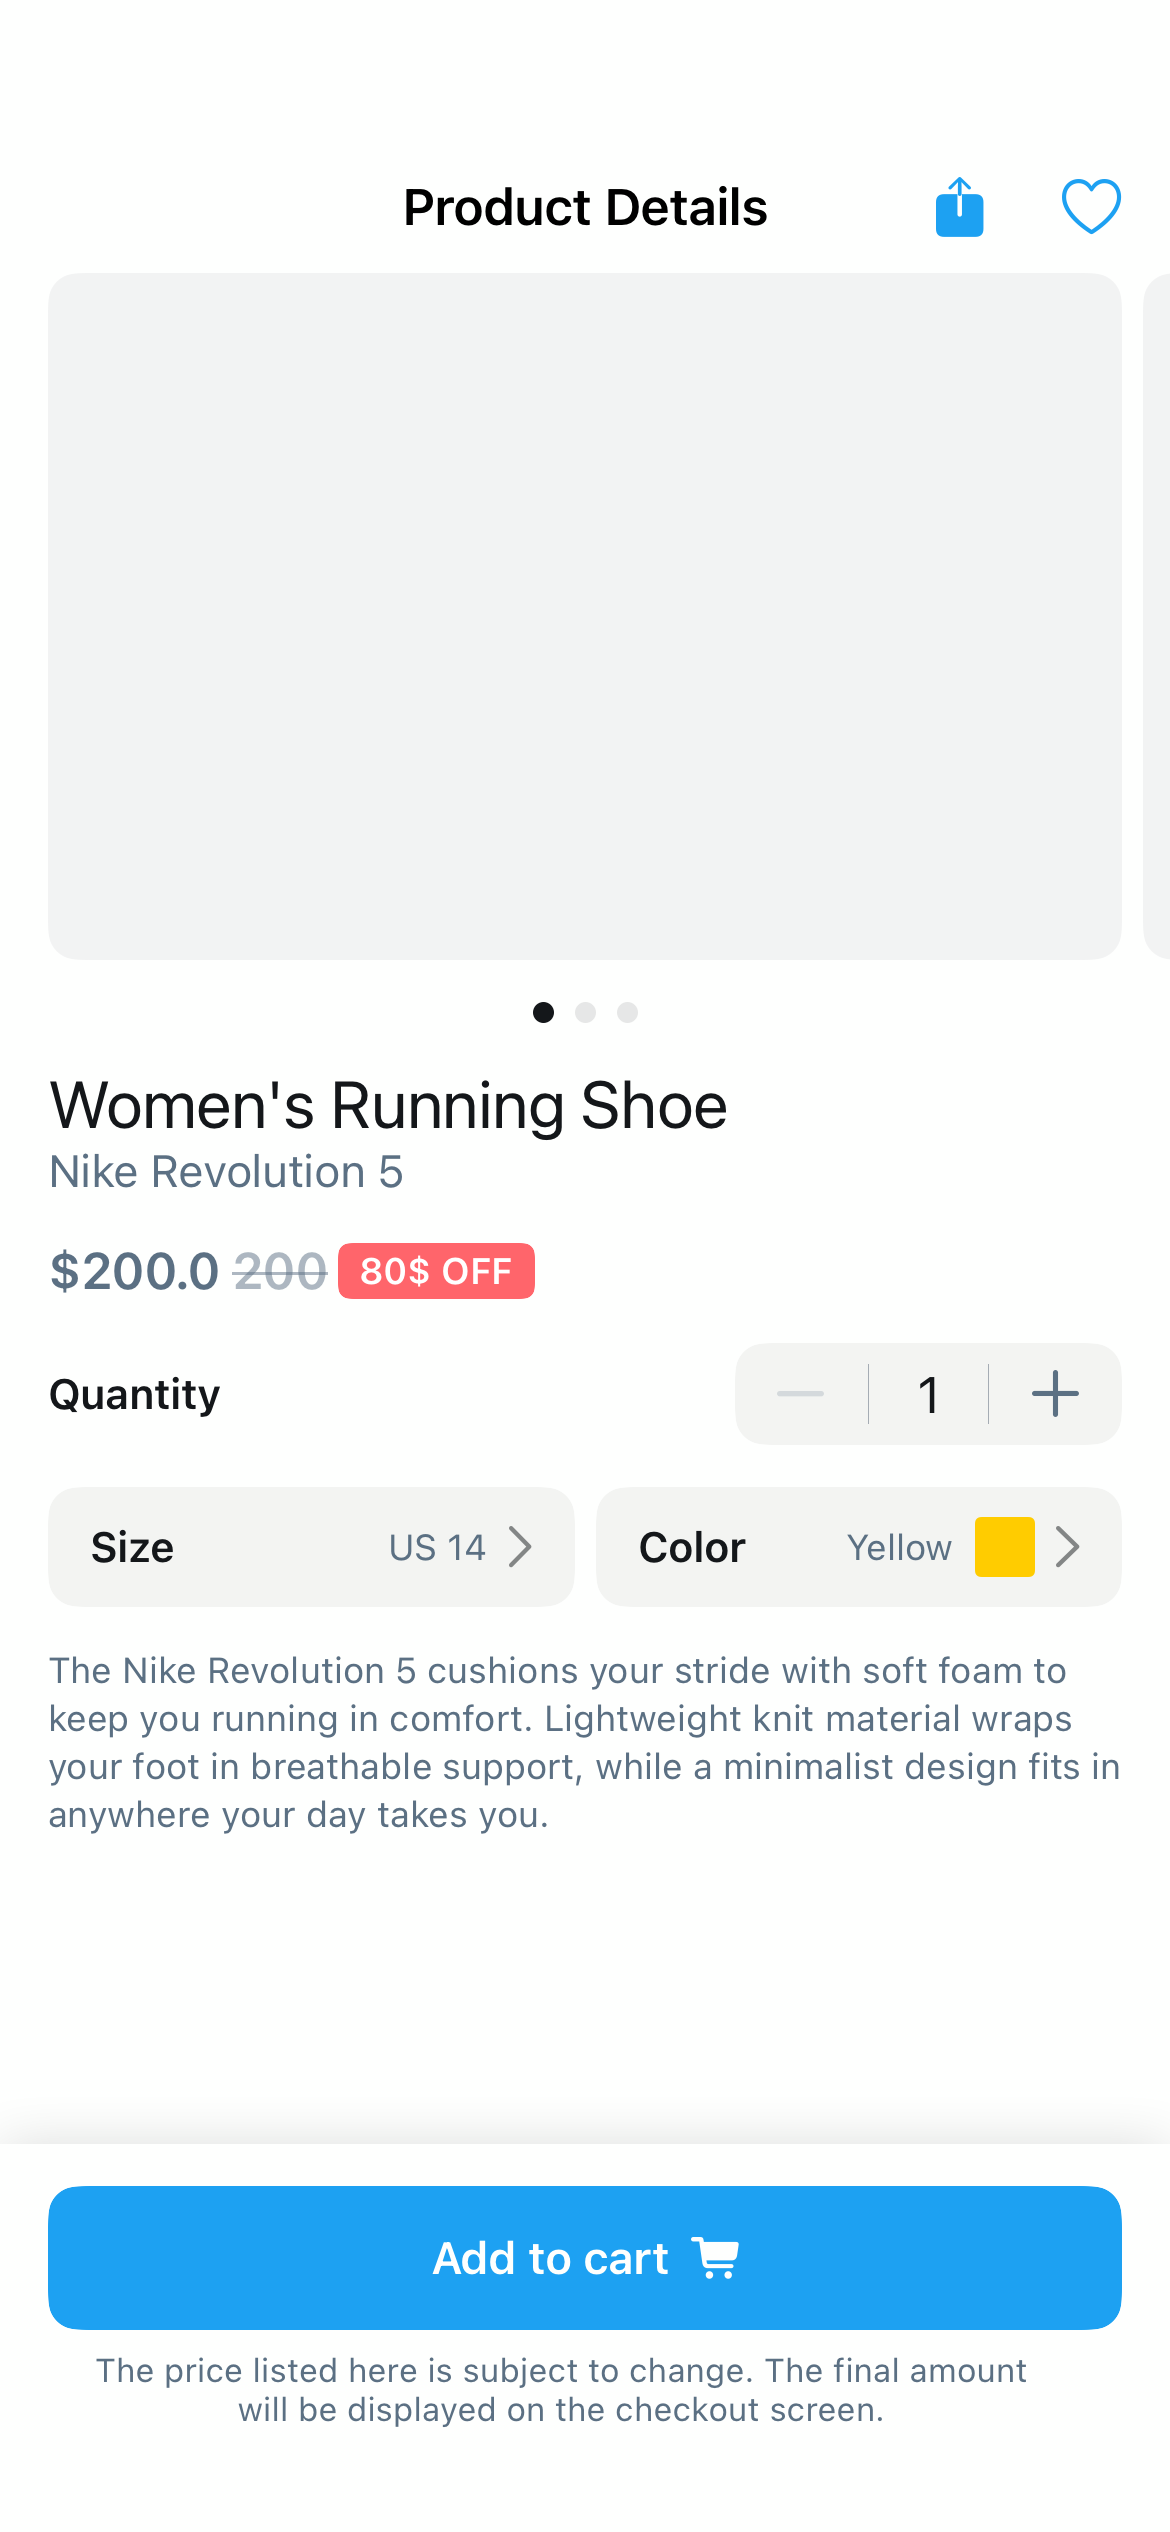 Product Details
Women's Running Shoe
Nike Revolution 5
$200.0 200 80$ OFF
Quantity 1
Size US 14 Color Yellow
The Nike Revolution 5 cushions your stride with soft foam to
keep you running in comfort. Lightweight knit material wraps
your foot in breathable support, while a minimalist design fits in
anywhere your day takes you.
Add to cart
The price listed here is subject to change. The final amount
will be displayed on the checkout screen.